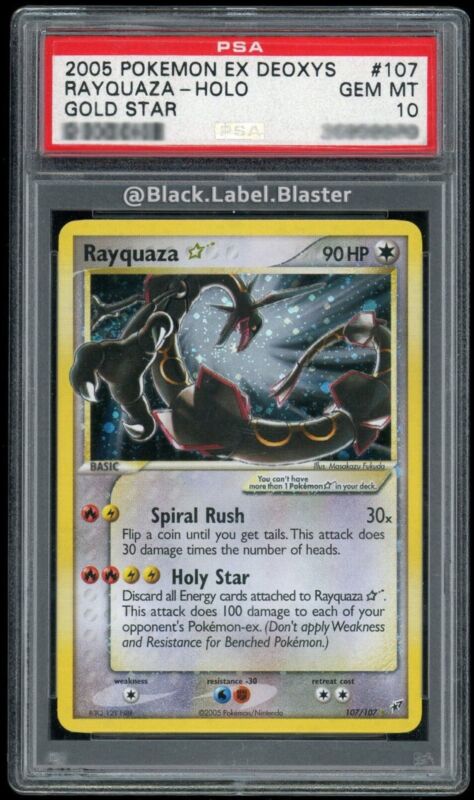 PSA
2005 POKEMON EX DEOXYS #107
RAYQUAZA-HOLO GEM MT
GOLD STAR 10
PSA
@Black.Label.Blaster
Rayquaza 90 HP
BASIC
Illus. Masakazu Fukuda
You can't have
more than 1 Pokémon☆ in your deck.
Spiral Rush 30x
Flip a coin until you get tails. This attack does
30 damage times the number of heads.
Holy Star
Discard all Energy cards attached to Rayquaza ☆.
This attack does 100 damage to each of your
opponent's Pokémon-ex. (Don't apply Weakness
and Resistance for Benched Pokémon.)
weakness resistance -30 retreat cost
©2005 Pokémon/Nintendo 107/107